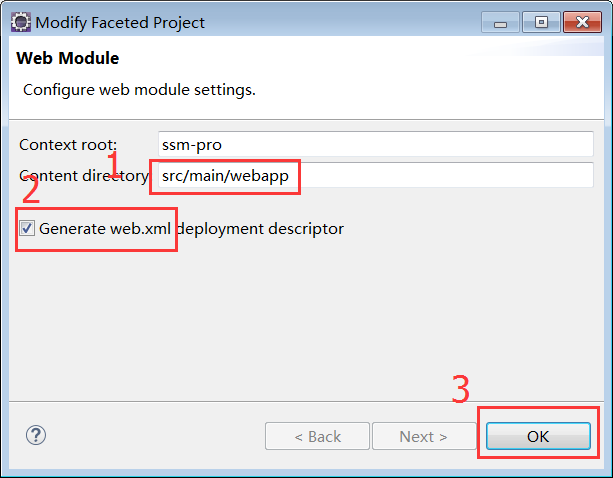 Modify Faceted Project
Web Module
Configure web module settings.
Context root: ssm-pro
1
Content directory src/main/webapp
2
Generate web.xml deployment descriptor
3
? < Back Next > OK